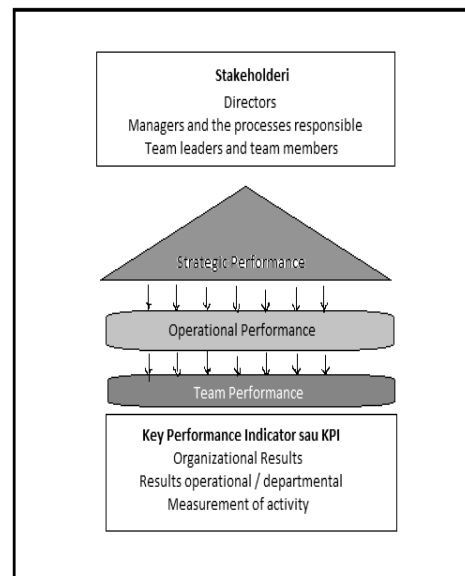 Stakeholderi
Directors
Managers and the processes responsible
Team leaders and team members
Strategic Performance
Operational Performance
Team Performance
Key Performance Indicator sau KPI
Organizational Results
Results operational / departmental
Measurement of activity